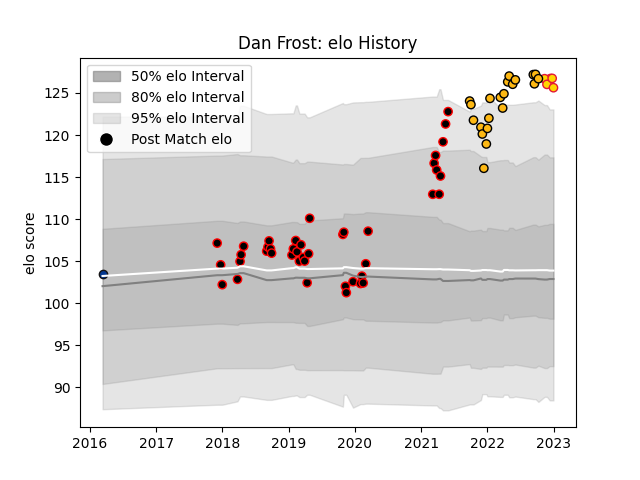 Dan Frost: elo History
50% elo Interval
80% elo Interval
95% elo Interval
Post Match elo
elo score
125
120
115
110
105
100
95
90
2016 2017 2018 2019 2020 2021 2022 2023